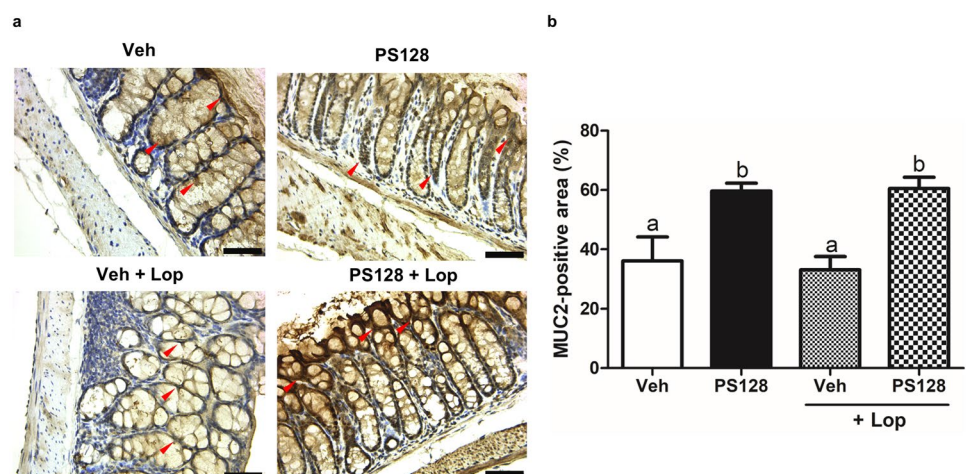 a
Veh
PS128
Veh + Lop
PS128 + Lop
b
MUC2-positive area (%)
80
60
40
20
0
a
b
a
b
Veh
PS128
Veh
PS128
+ Lop